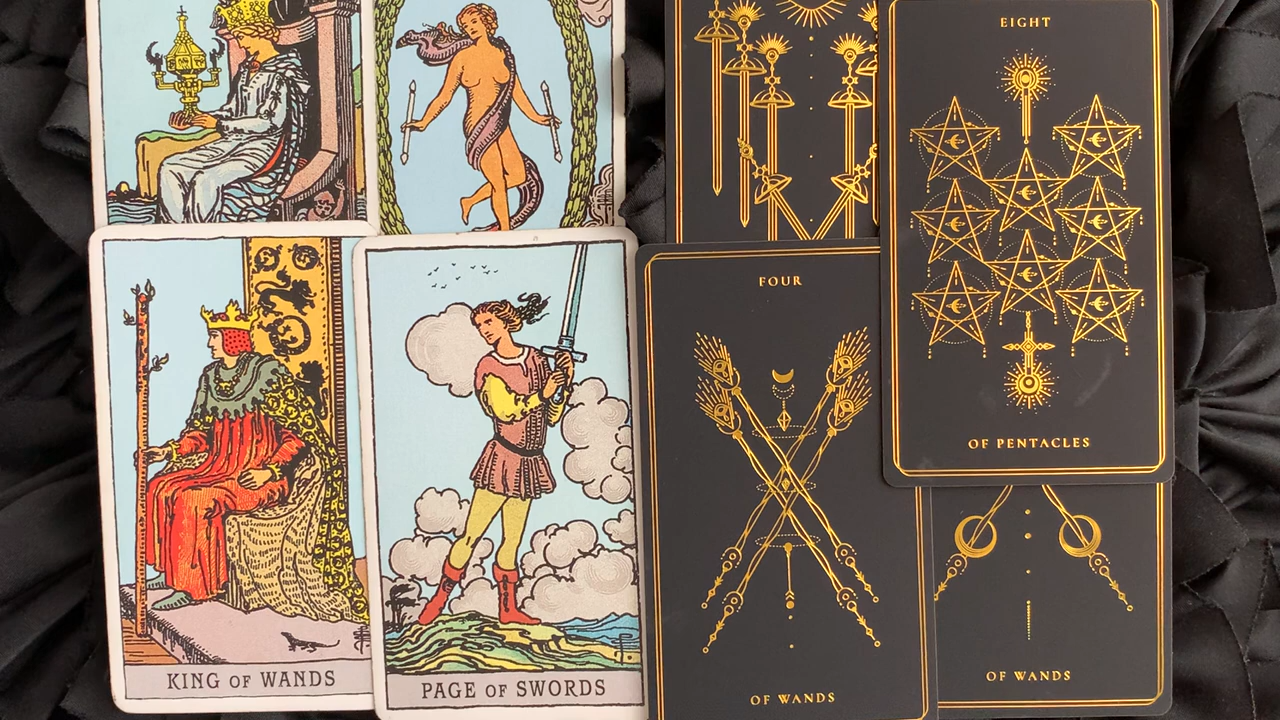 EIGHT
OF PENTACLES
FOUR
OF WANDS
OF WANDS
KING OF WANDS
PAGE OF SWORDS